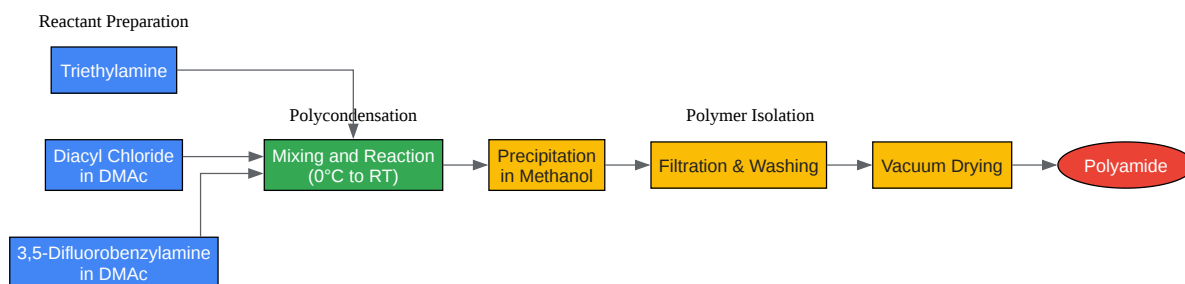 Reactant Preparation
Triethylamine
Polycondensation
Polymer Isolation
Diacyl Chloride
in DMAc
Mixing and Reaction
(0°C to RT)
Precipitation
in Methanol
Filtration & Washing
Vacuum Drying
Polyamide
3,5-Difluorobenzylamine
in DMAc